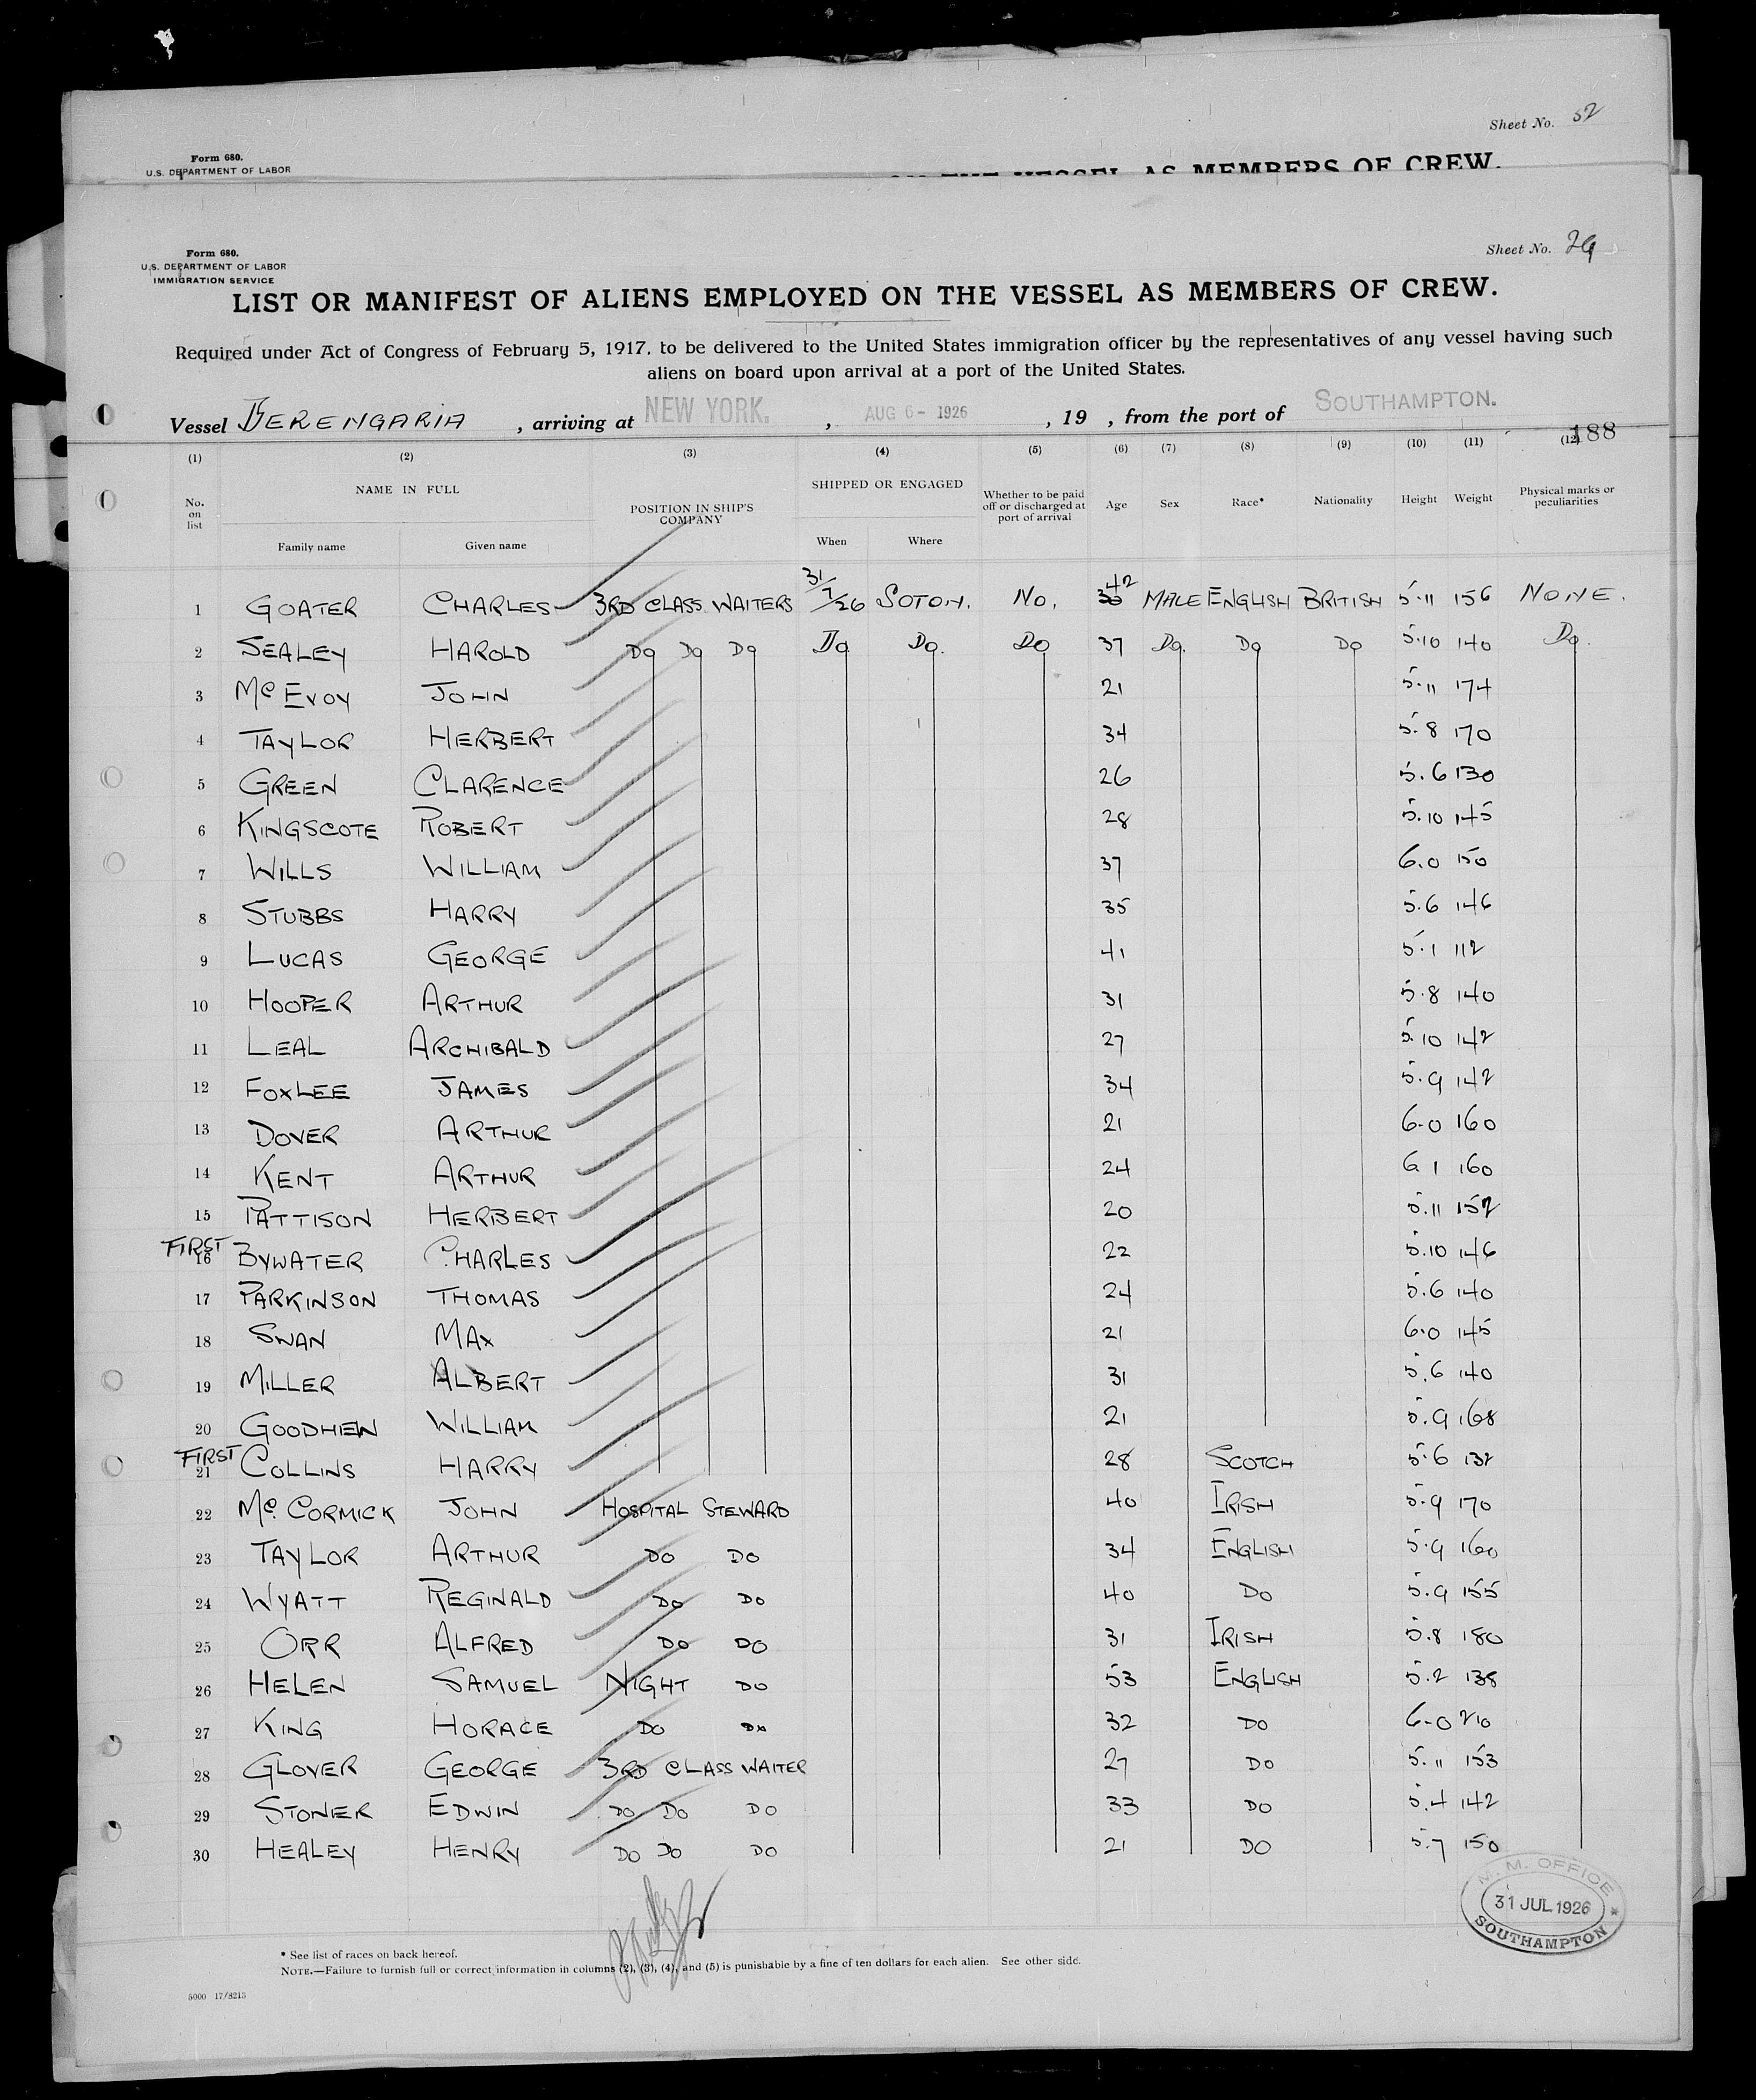 Sheet No. 52
Form 680.
U.S. DEPARTMENT OF LABOR
ON THE VESSEL AS MEMBERS OF CREW.
Sheet No.
Form 680.
U.S. DEPARTMENT OF LABOR
IMMIGRATION SERVICE
LIST OR MANIFEST OF ALIENS EMPLOYED ON THE VESSEL AS MEMBERS OF CREW.
Required under Act of Congress of February 5, 1917, to be delivered to the United States immigration officer by the representatives of any vessel having such
aliens on board upon arrival at a port of the United States.
Vessel BERENGARIA, arriving at NEW YORK., AUG 6- 1926, 19 , from the port of SOUTHAMPTON.
188
(1) (2) (3) (4) (5) (6) (7) (8) (9) (10) (11) (12)
No. on list NAME IN FULL POSITION IN SHIP'S COMPANY SHIPPED OR ENGAGED Whether to be paid off or discharged at port of arrival Age Sex Race* Nationality Height Weight Physical marks or peculiarities
Family name Given name When Where
1 GOATER CHARLES 3RD CLASS WAITERS 31/7/26 SOTON. No. 42 MALE ENGLISH BRITISH 5.11 156 NONE.
2 SEALEY HAROLD Do Do Do Do Do. Do 37 Do. Do Do 5.10 140 Do.
3 McEVOY JOHN 21 5.11 174
4 TAYLOR HERBERT 34 5.8 170
5 GREEN CLARENCE 26 5.6 130
6 KINGSCOTE ROBERT 28 5.10 145
7 WILLS WILLIAM 37 6.0 150
8 STUBBS HARRY 35 5.6 146
9 LUCAS GEORGE 41 5.1 112
10 HOOPER ARTHUR 31 5.8 140
11 LEAL ARCHIBALD 27 5.10 142
12 FOXLEE JAMES 34 5.9 142
13 DOVER ARTHUR 21 6-0 160
14 KENT ARTHUR 24 6 1 160
15 PATTISON HERBERT 20 5.11 152
FIRST 16 BYWATER CHARLES 22 5.10 146
17 PARKINSON THOMAS 24 5.6 140
18 SWAN MAX 21 6.0 145
19 MILLER ALBERT 31 5.6 140
20 GOODHEW WILLIAM 21 5.9 168
FIRST 21 COLLINS HARRY 28 SCOTCH 5.6 132
22 Mc.CORMICK JOHN HOSPITAL STEWARD 40 IRISH 5.9 170
23 TAYLOR ARTHUR DO DO 34 ENGLISH 5.9 160
24 WYATT REGINALD DO DO 40 DO 5.9 155
25 ORR ALFRED DO DO 31 IRISH 5.8 180
26 HELEN SAMUEL NIGHT DO 53 ENGLISH 5.2 138
27 KING HORACE DO DO 32 DO 6-0 210
28 GLOVER GEORGE 3RD CLASS WAITER 27 DO 5.11 153
29 STONER EDWIN DO DO DO 33 DO 5.4 142
30 HEALEY HENRY DO DO DO 21 DO 5.7 150
M. M. OFFICE
31 JUL 1926
SOUTHAMPTON
* See list of races on back hereof.
NOTE.—Failure to furnish full or correct information in columns (2), (3), (4), and (5) is punishable by a fine of ten dollars for each alien. See other side.
5000 17/8215